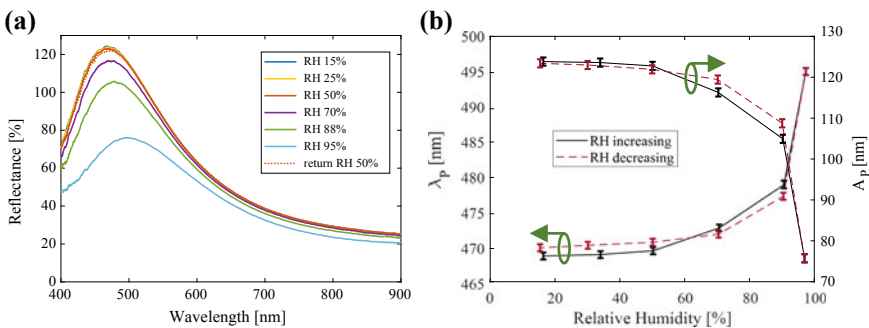 (a)
120
100
80
60
40
20
0
400
500
600
700
800
900
Reflectance [%]
Wavelength [nm]
RH 15%
RH 25%
RH 50%
RH 70%
RH 88%
RH 95%
return RH 50%
(b)
500
495
490
485
480
475
470
465
λp [nm]
130
120
110
100
90
80
70
Ap [nm]
RH increasing
RH decreasing
0
20
40
60
80
100
Relative Humidity [%]